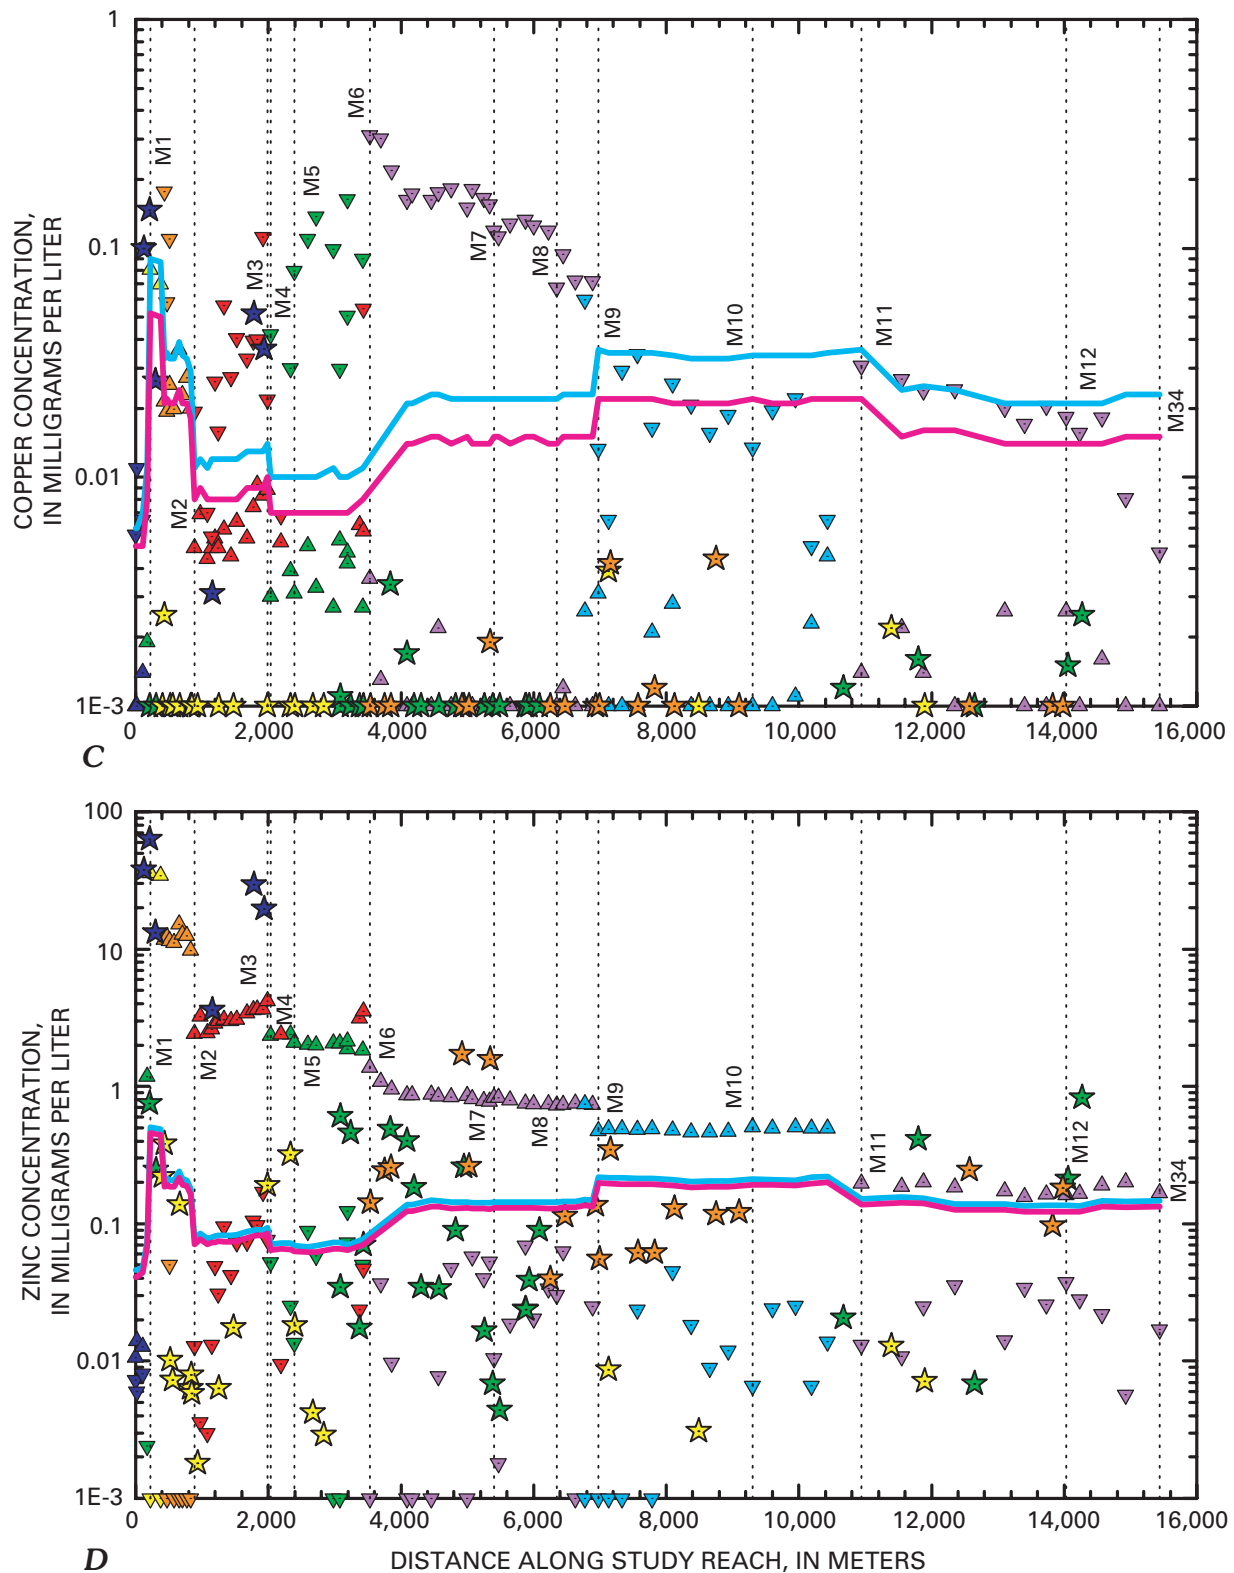 COPPER CONCENTRATION,
IN MILLIGRAMS PER LITER
1
0.1
0.01
1E-3
M1
M2
M3
M4
M5
M6
M7
M8
M9
M10
M11
M12
M34
0
2,000
4,000
6,000
8,000
10,000
12,000
14,000
16,000
C
ZINC CONCENTRATION,
IN MILLIGRAMS PER LITER
100
10
1
0.1
0.01
1E-3
M1
M2
M3
M4
M5
M6
M7
M8
M9
M10
M11
M12
M34
0
2,000
4,000
6,000
8,000
10,000
12,000
14,000
16,000
D
DISTANCE ALONG STUDY REACH, IN METERS